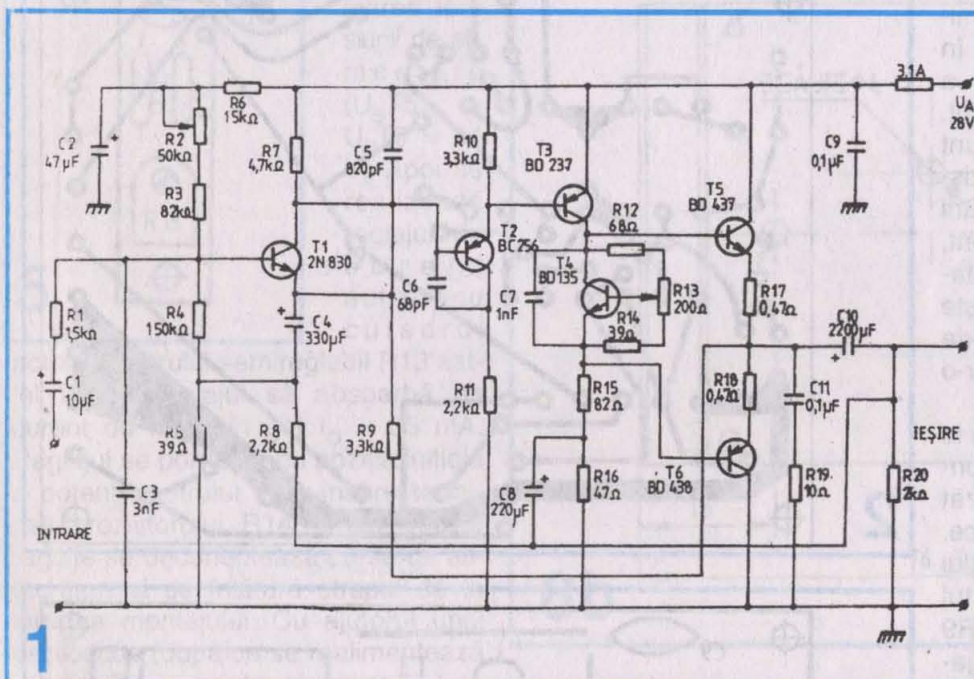 3,1A
UA
28V
R6
15kΩ
R2
50kΩ
C2
47µF
R3
82kΩ
R7
4,7kΩ
C5
820pF
R10
3,3kΩ
T3
BD 237
C9
0,1µF
T5
BD 437
R12
68Ω
T2
BC256
T1
2N 830
T4
BD135
C6
68pF
C7
1nF
R13
200Ω
R14
39Ω
R17
0,47Ω
C10
2200µF
R1
1,5kΩ
R4
150kΩ
C4
330µF
C1
10µF
R11
2,2kΩ
R15
82Ω
R18
0,47Ω
C11
0,1µF
IEȘIRE
R5
39Ω
R8
2,2kΩ
R9
3,3kΩ
T6
BD 438
C3
3nF
C8
220µF
R16
47Ω
R19
10Ω
R20
2kΩ
INTRARE
1